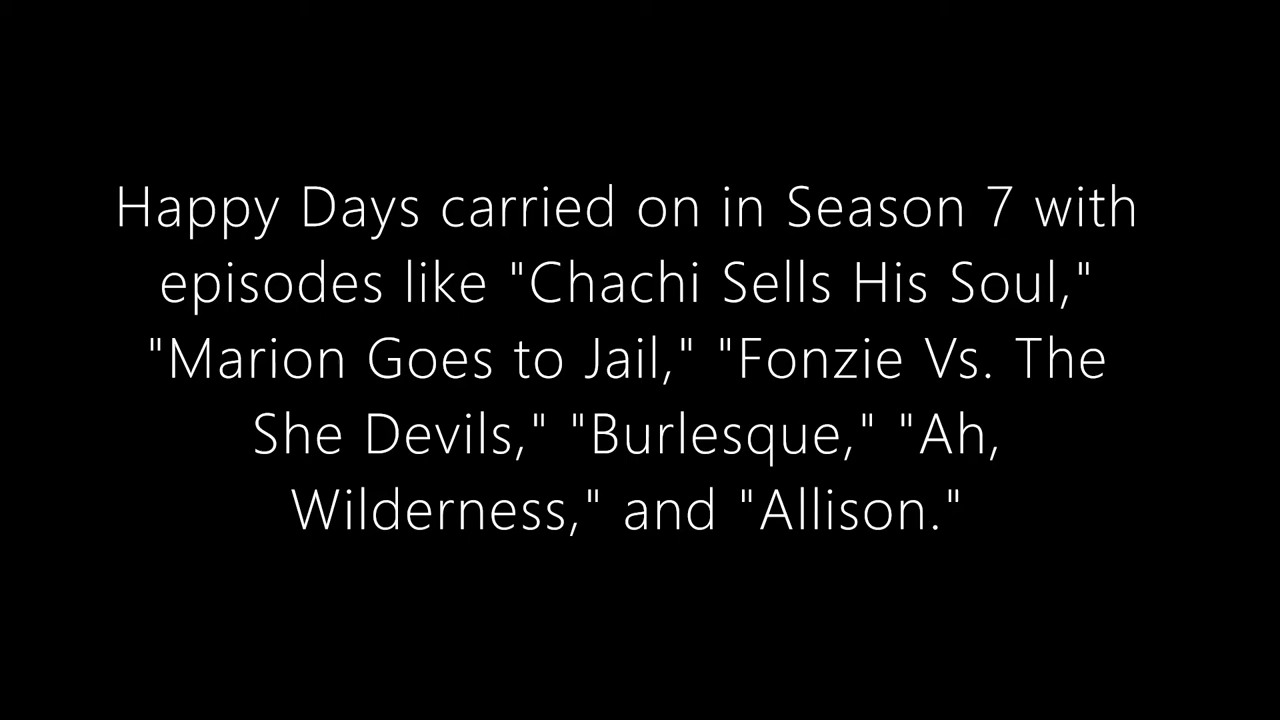 Happy Days carried on in Season 7 with
episodes like "Chachi Sells His Soul,"
"Marion Goes to Jail," "Fonzie Vs. The
She Devils," "Burlesque," "Ah,
Wilderness," and "Allison."